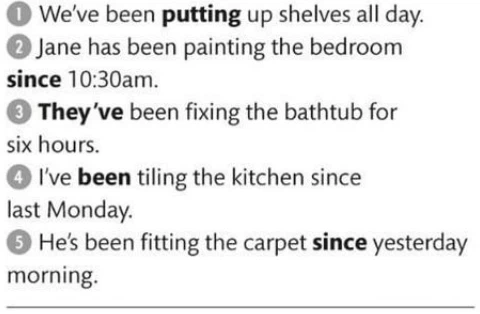 1 We've been putting up shelves all day.
2 Jane has been painting the bedroom
since 10:30am.
3 They've been fixing the bathtub for
six hours.
4 I've been tiling the kitchen since
last Monday.
5 He's been fitting the carpet since yesterday
morning.